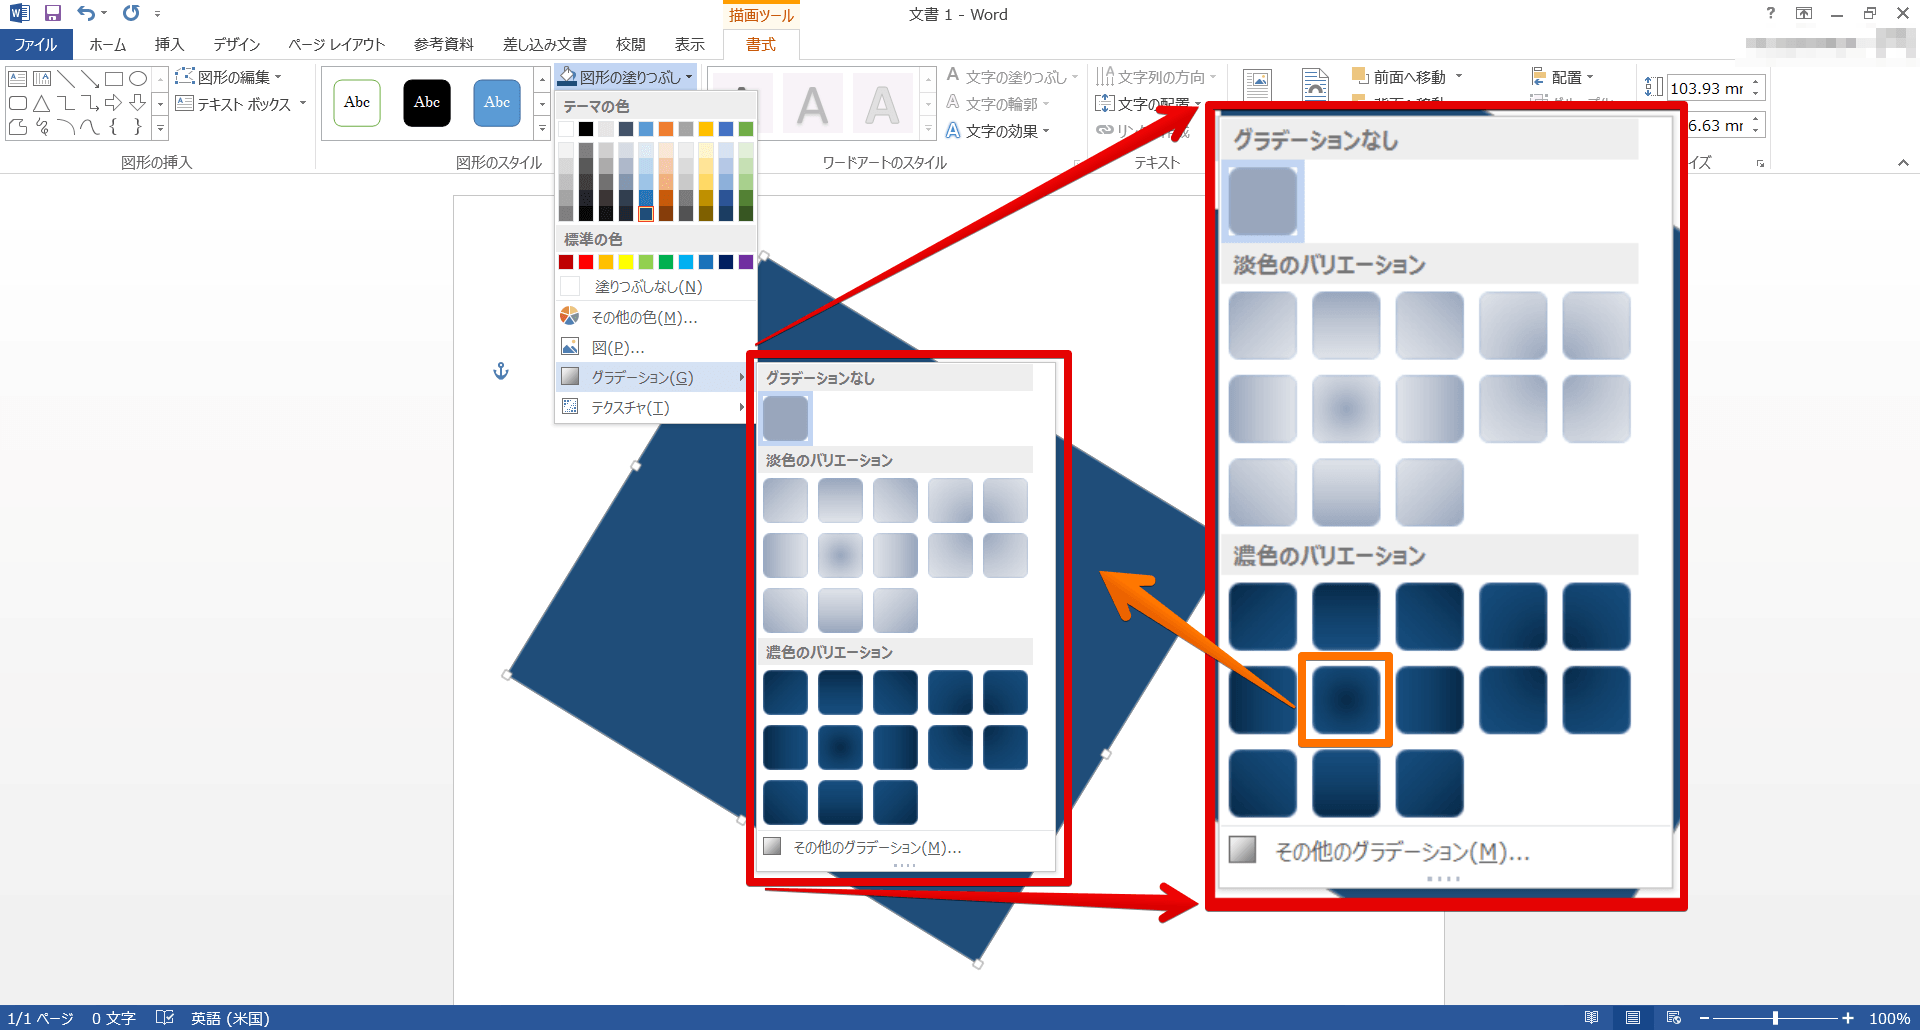 描画ツール
文書 1 - Word
?
ファイル
ホーム
挿入
デザイン
ページ レイアウト
参考資料
差し込み文書
校閲
表示
書式
図形の編集
テキスト ボックス
図形の挿入
Abc
Abc
Abc
図形のスタイル
図形の塗りつぶし
A
A
ワードアートのスタイル
A 文字の塗りつぶし
A 文字の輪郭
A 文字の効果
文字列の方向
文字の配置
テキスト
前面へ移動
配置
103.93 mr
6.63 mr
イズ
テーマの色
標準の色
塗りつぶしなし(N)
その他の色(M)...
図(P)...
グラデーション(G)
テクスチャ(T)
グラデーションなし
淡色のバリエーション
濃色のバリエーション
その他のグラデーション(M)...
グラデーションなし
淡色のバリエーション
濃色のバリエーション
その他のグラデーション(M)...
1/1 ページ
0 文字
英語 (米国)
100%